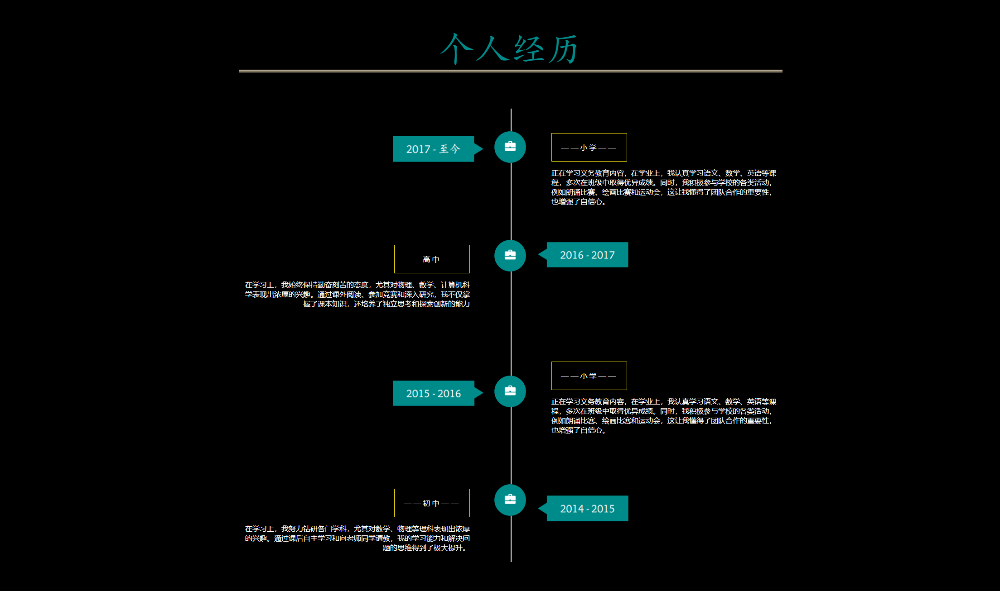 个人经历
2017 - 至今
——小学——
正在学习义务教育内容，在学业上，我认真学习语文、数学、英语等课
程，多次在班级中取得优异成绩。同时，我积极参与学校的各类活动，
例如朗诵比赛、绘画比赛和运动会，这让我懂得了团队合作的重要性，
也增强了自信心。
——高中——
2016 - 2017
在学习上，我始终保持勤奋刻苦的态度，尤其对物理、数学、计算机科
学表现出浓厚的兴趣。通过课外阅读、参加竞赛和深入研究，我不仅掌
握了课本知识，还培养了独立思考和探索创新的能力
2015 - 2016
——小学——
正在学习义务教育内容，在学业上，我认真学习语文、数学、英语等课
程，多次在班级中取得优异成绩。同时，我积极参与学校的各类活动，
例如朗诵比赛、绘画比赛和运动会，这让我懂得了团队合作的重要性，
也增强了自信心。
——初中——
2014 - 2015
在学习上，我努力钻研各门学科，尤其对数学、物理等理科表现出浓厚
的兴趣。通过课后自主学习和向老师同学请教，我的学习能力和解决问
题的思维得到了极大提升。